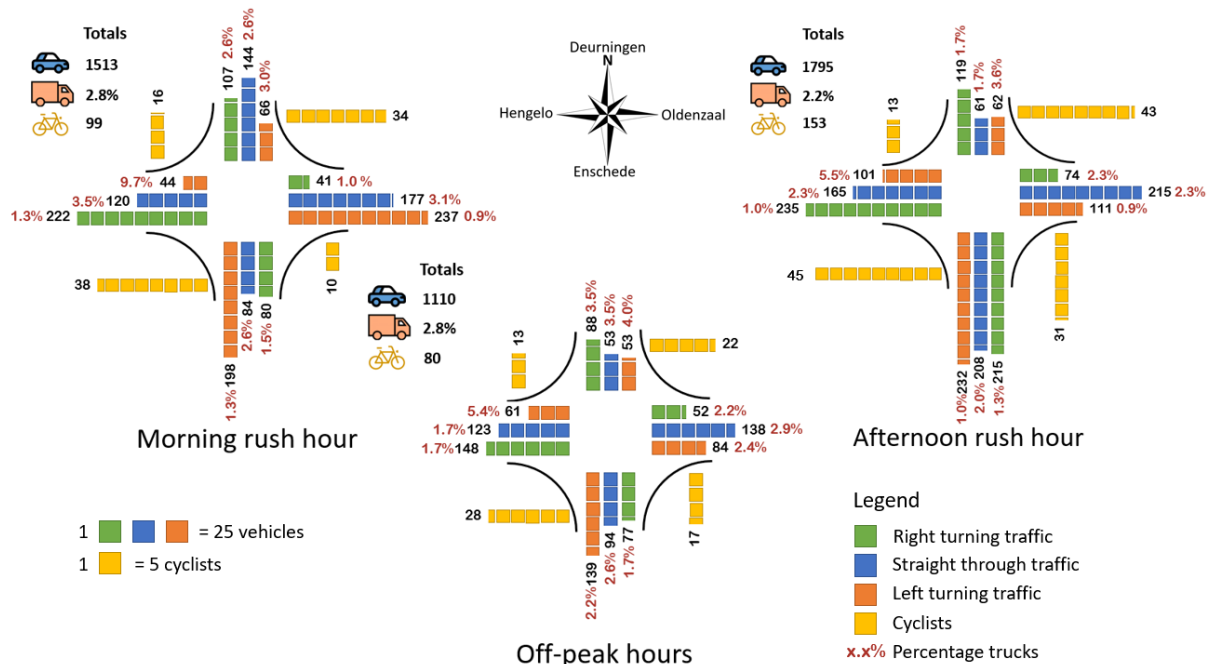 Totals
1513
2.8%
99
107 2.6%
144 2.6%
66 3.0%
16
34
9.7% 44
3.5% 120
1.3% 222
41 1.0 %
177 3.1%
237 0.9%
38
10
1.3% 198
2.6% 84
1.5% 80
Morning rush hour
Deurningen
N
Hengelo
Oldenzaal
Enschede
Totals
1795
2.2%
153
119 1.7%
61 1.7%
62 3.6%
13
43
5.5% 101
2.3% 165
1.0% 235
74 2.3%
215 2.3%
111 0.9%
45
31
1.0% 232
2.0% 208
1.3% 215
Afternoon rush hour
Totals
1110
2.8%
80
88 3.5%
53 3.5%
53 4.0%
13
22
5.4% 61
1.7% 123
1.7% 148
52 2.2%
138 2.9%
84 2.4%
28
17
2.2% 139
2.6% 94
1.7% 77
Off-peak hours
1 = 25 vehicles
1 = 5 cyclists
Legend
Right turning traffic
Straight through traffic
Left turning traffic
Cyclists
x.x% Percentage trucks